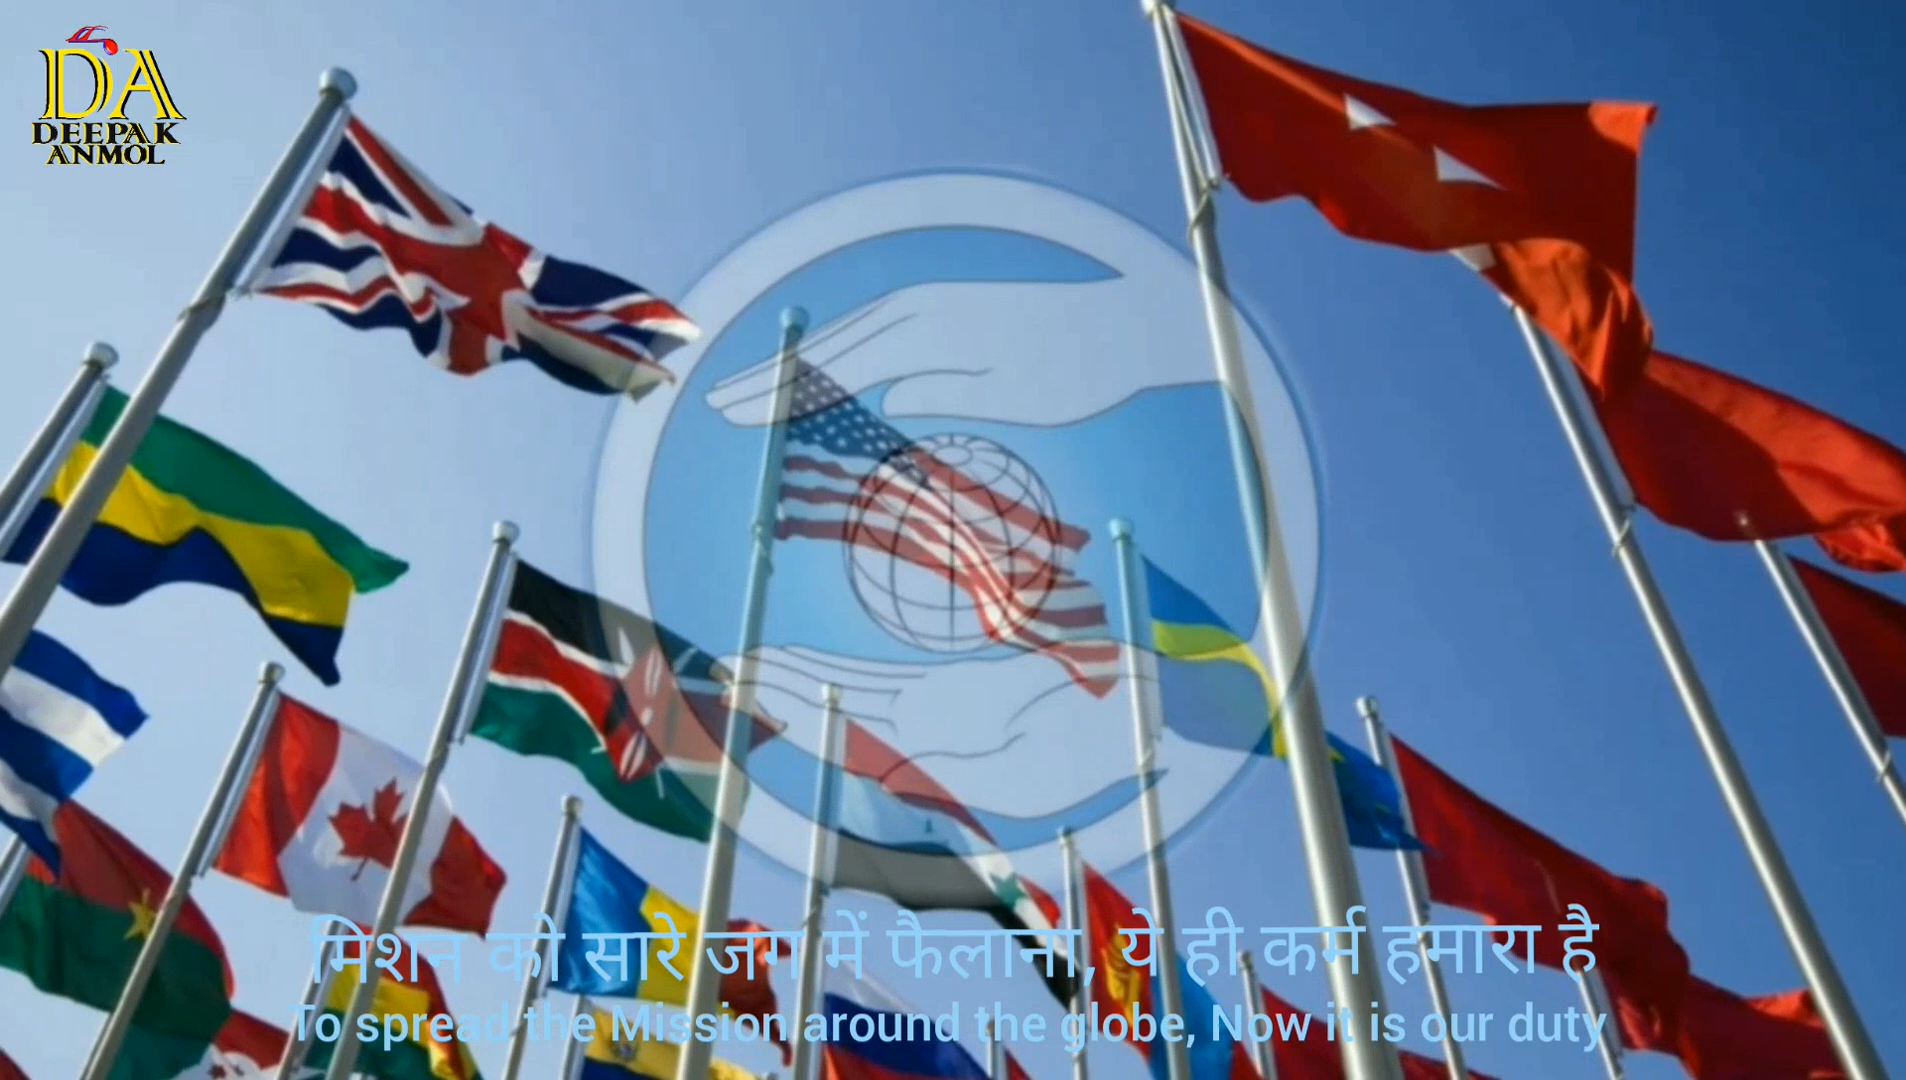 DA
DEEPAK
ANMOL
मिशन को सारे जग में फैलाना, ये ही कर्म हमारा है
To spread the Mission around the globe, Now it is our duty